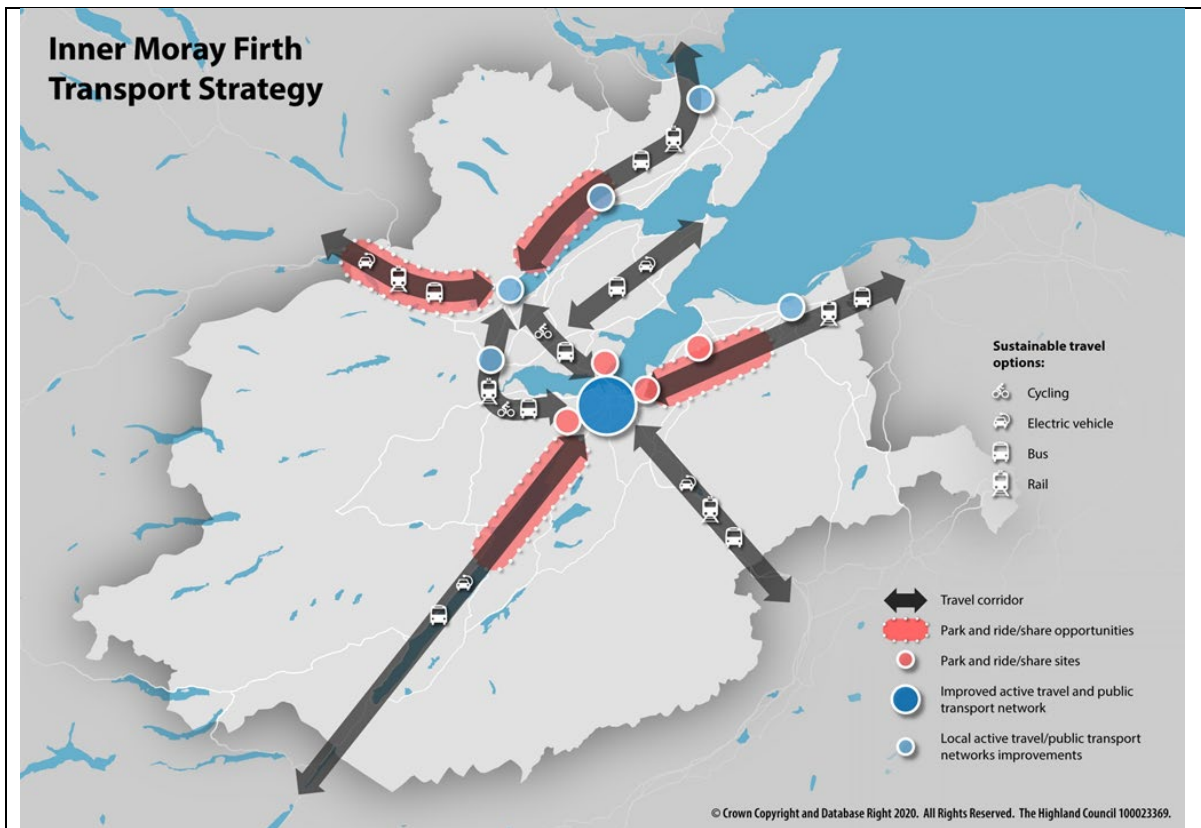 Inner Moray Firth
Transport Strategy
Sustainable travel
options:
Cycling
Electric vehicle
Bus
Rail
Travel corridor
Park and ride/share opportunities
Park and ride/share sites
Improved active travel and public
transport network
Local active travel/public transport
networks improvements
© Crown Copyright and Database Right 2020. All Rights Reserved. The Highland Council 100023369.